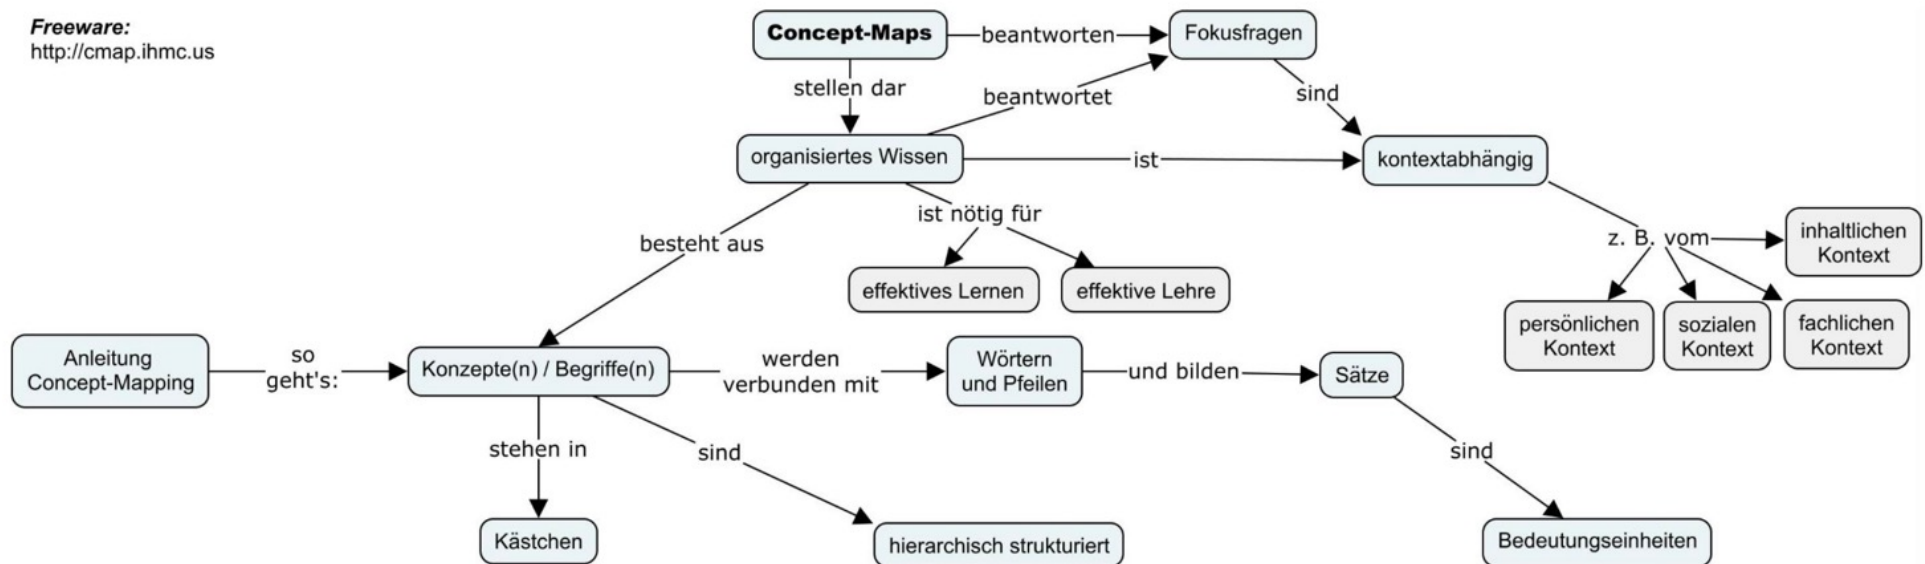 Freeware:
http://cmap.ihmc.us
Concept-Maps
beantworten
Fokusfragen
stellen dar
beantwortet
sind
organisiertes Wissen
ist
kontextabhängig
ist nötig für
besteht aus
z. B. vom
inhaltlichen
Kontext
effektives Lernen
effektive Lehre
persönlichen
Kontext
sozialen
Kontext
fachlichen
Kontext
Anleitung
Concept-Mapping
so
geht's:
Konzepte(n) / Begriffe(n)
werden
verbunden mit
Wörtern
und Pfeilen
und bilden
Sätze
stehen in
sind
sind
Kästchen
hierarchisch strukturiert
Bedeutungseinheiten